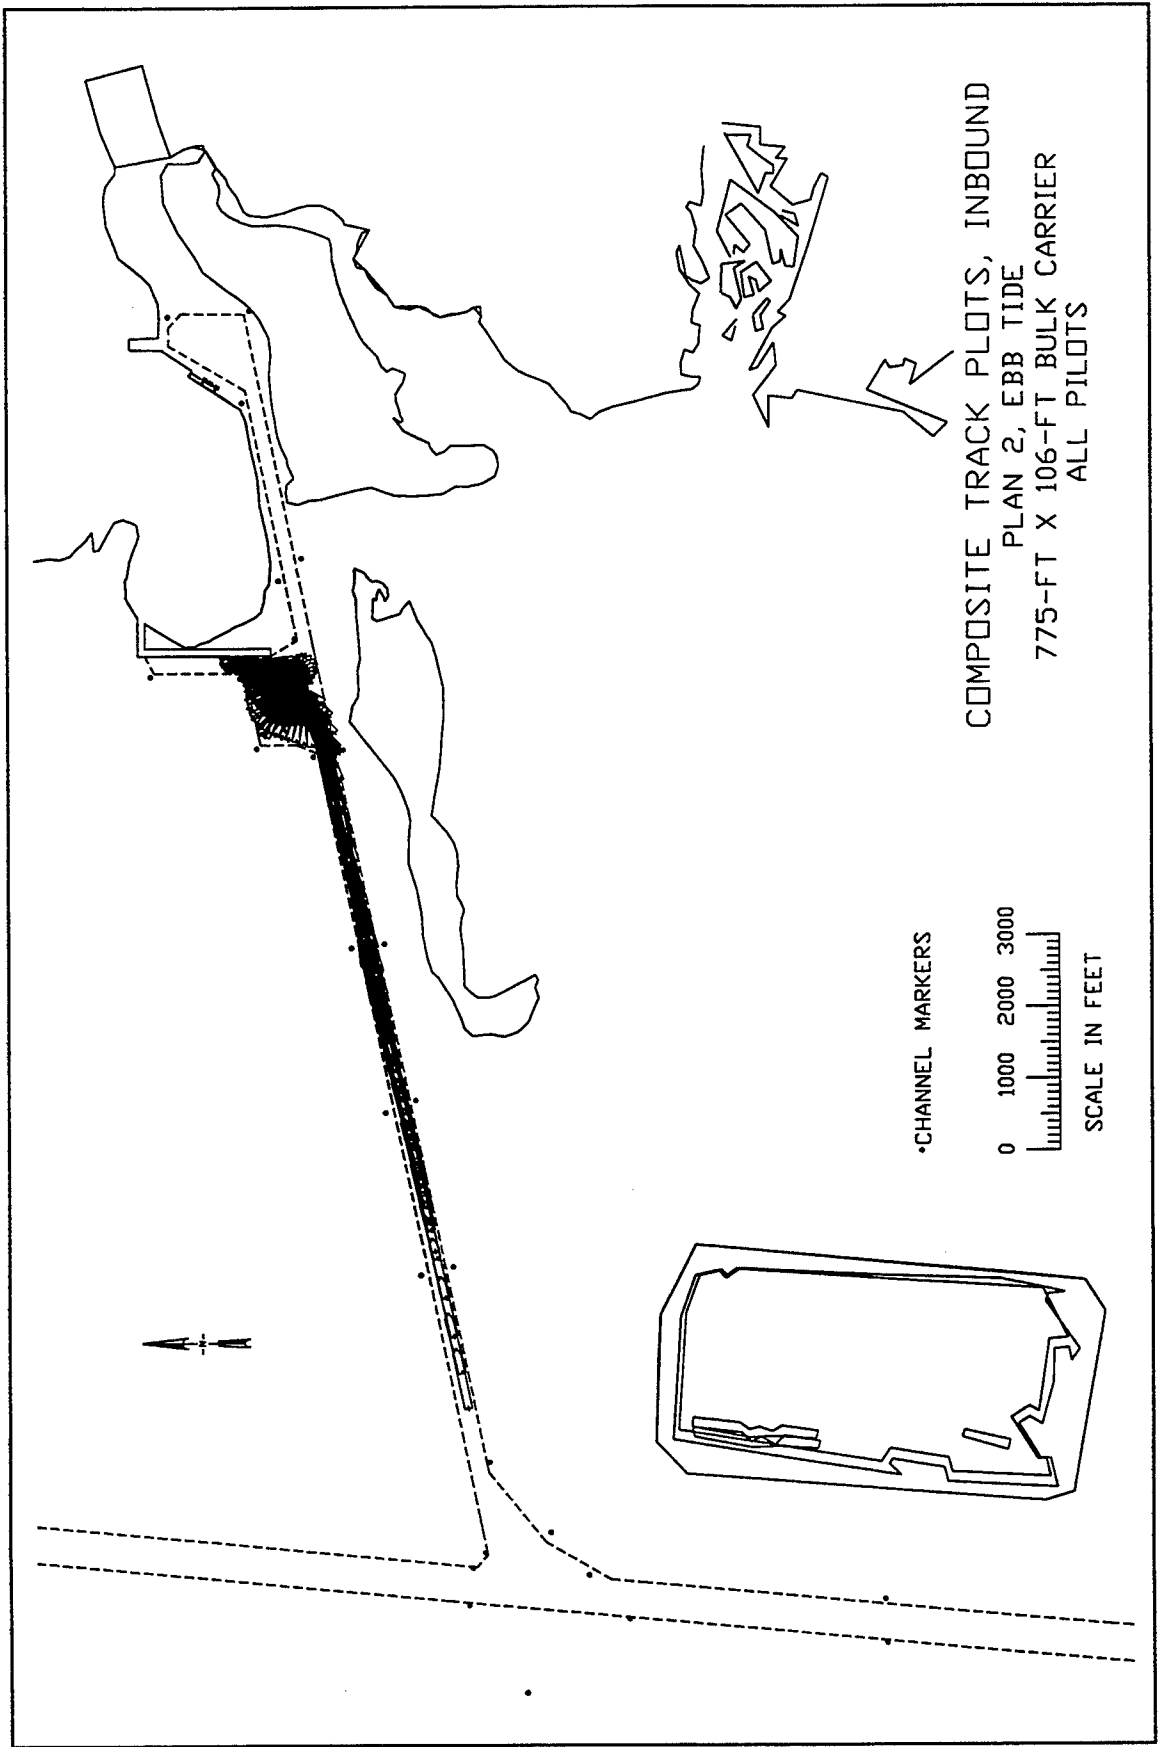 COMPOSITE TRACK PLOTS, INBOUND
PLAN 2, EBB TIDE
775-FT X 106-FT BULK CARRIER
ALL PILOTS
•CHANNEL MARKERS
0 1000 2000 3000
SCALE IN FEET
N